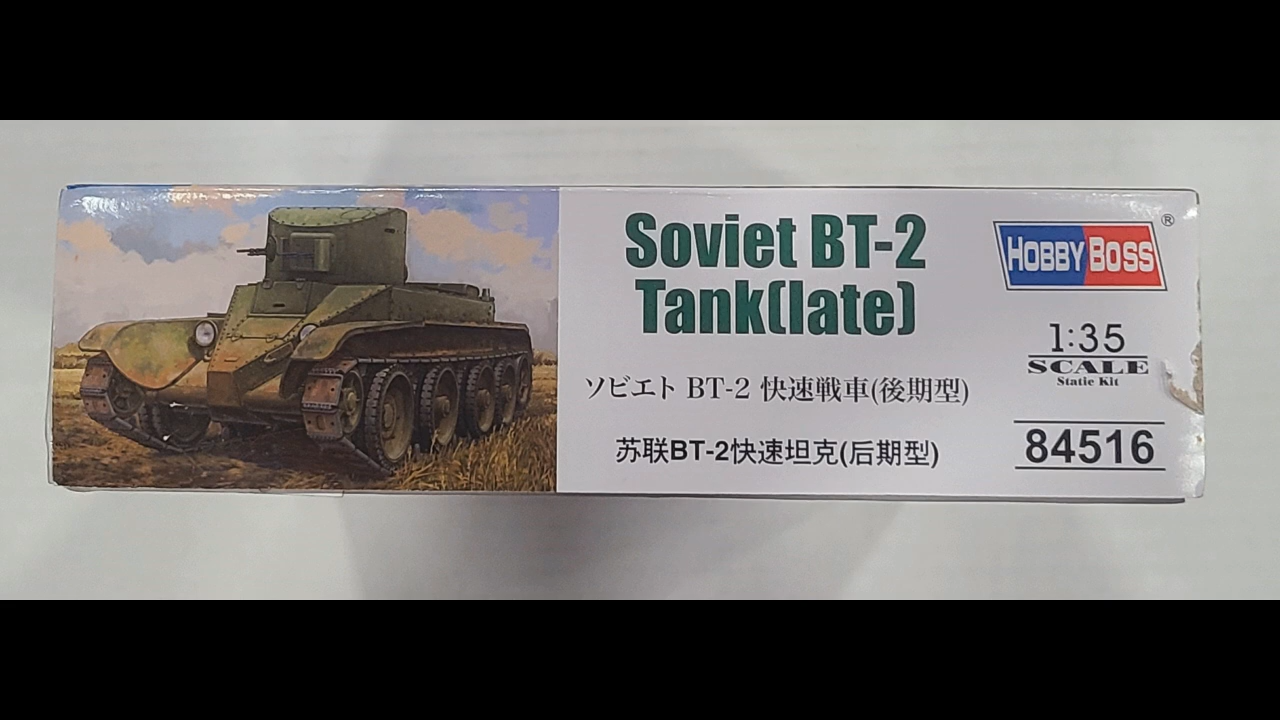 Soviet BT-2
Tank(late)
ソビエト BT-2 快速戦車(後期型)
苏联BT-2快速坦克(后期型)
HOBBY BOSS®
1:35
SCALE
Static Kit
84516